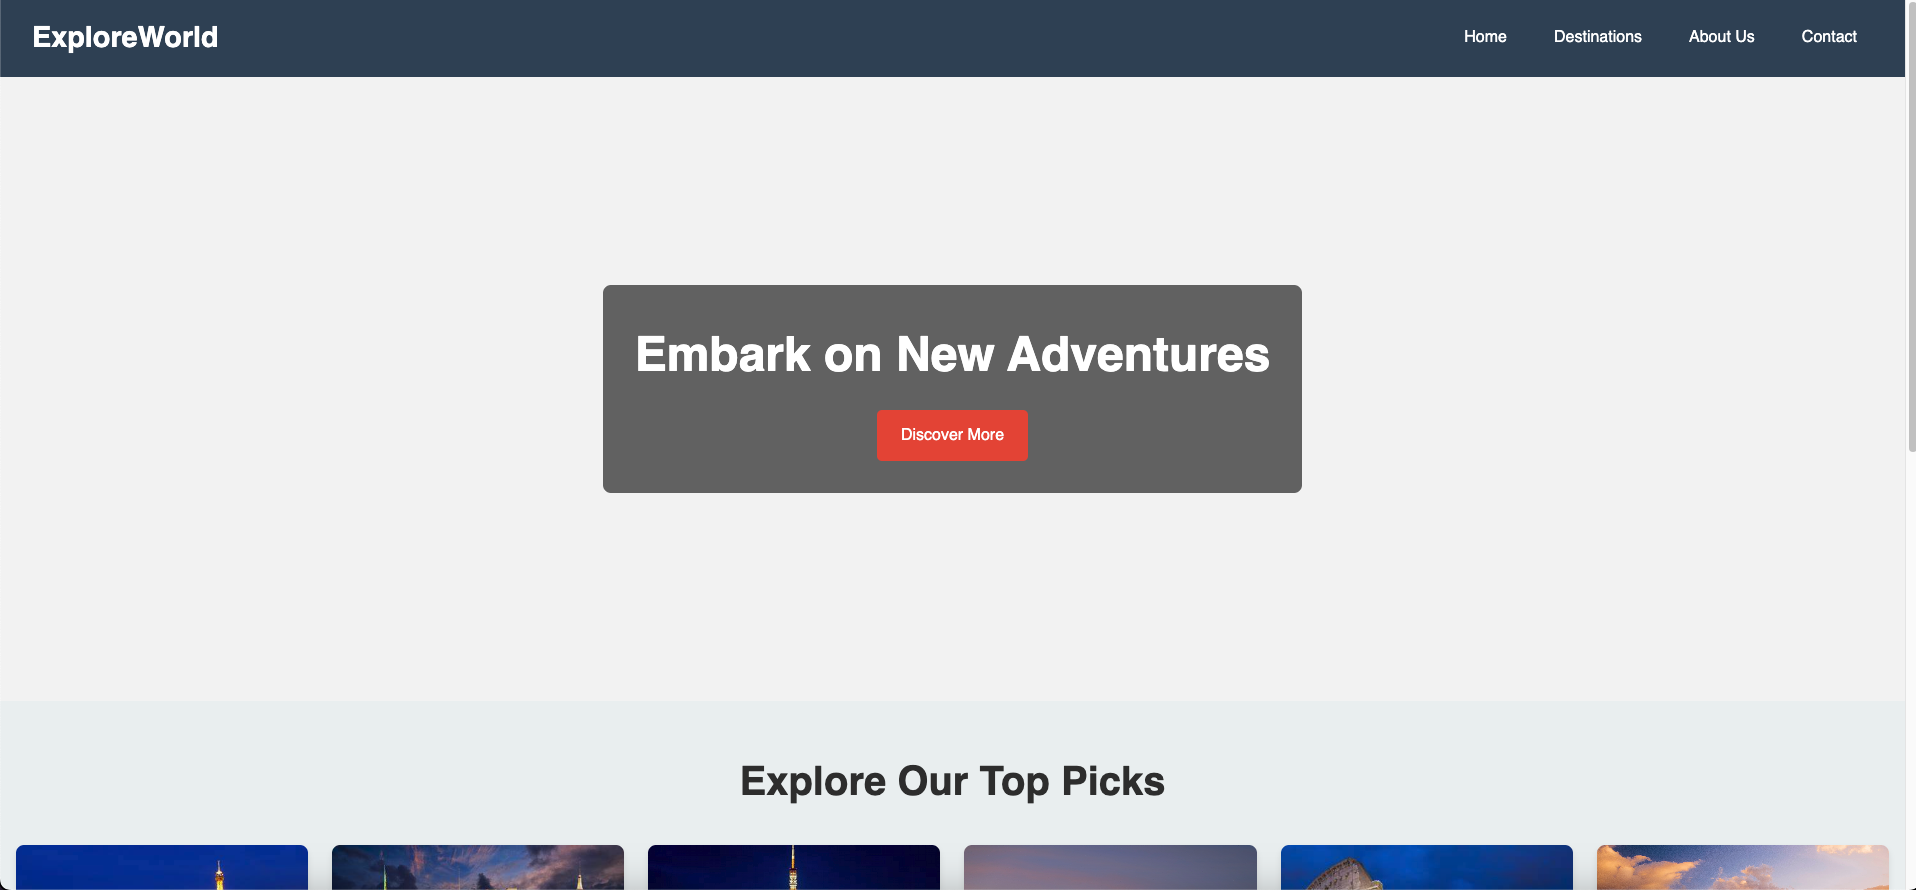 ExploreWorld
Home Destinations About Us Contact
Embark on New Adventures
Discover More
Explore Our Top Picks